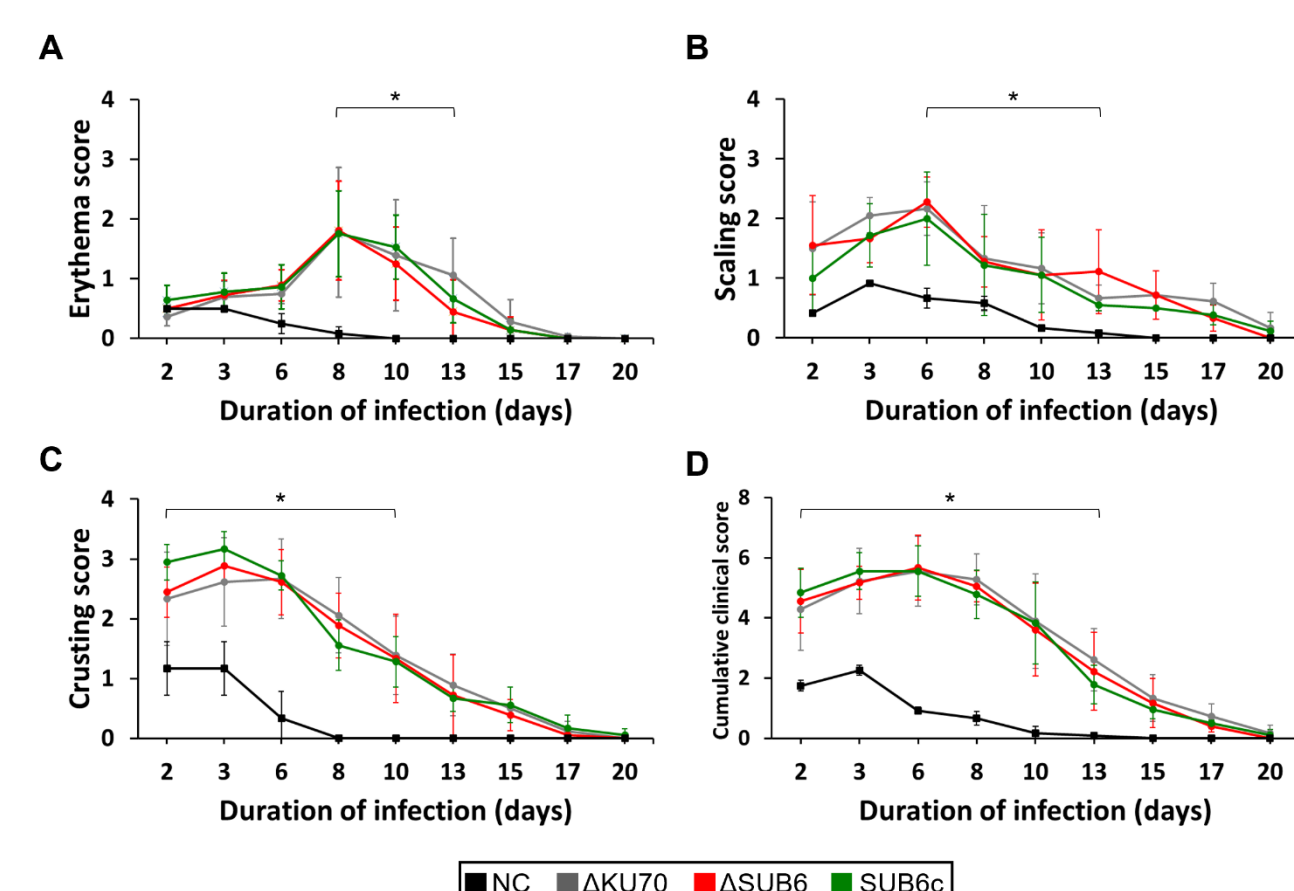 A
Erythema score
4
3
2
1
0
*
2 3 6 8 10 13 15 17 20
Duration of infection (days)
B
Scaling score
4
3
2
1
0
*
2 3 6 8 10 13 15 17 20
Duration of infection (days)
C
Crusting score
4
3
2
1
0
*
2 3 6 8 10 13 15 17 20
Duration of infection (days)
D
Cumulative clinical score
8
6
4
2
0
*
2 3 6 8 10 13 15 17 20
Duration of infection (days)
NC ΔKU70 ΔSUB6 SUB6c